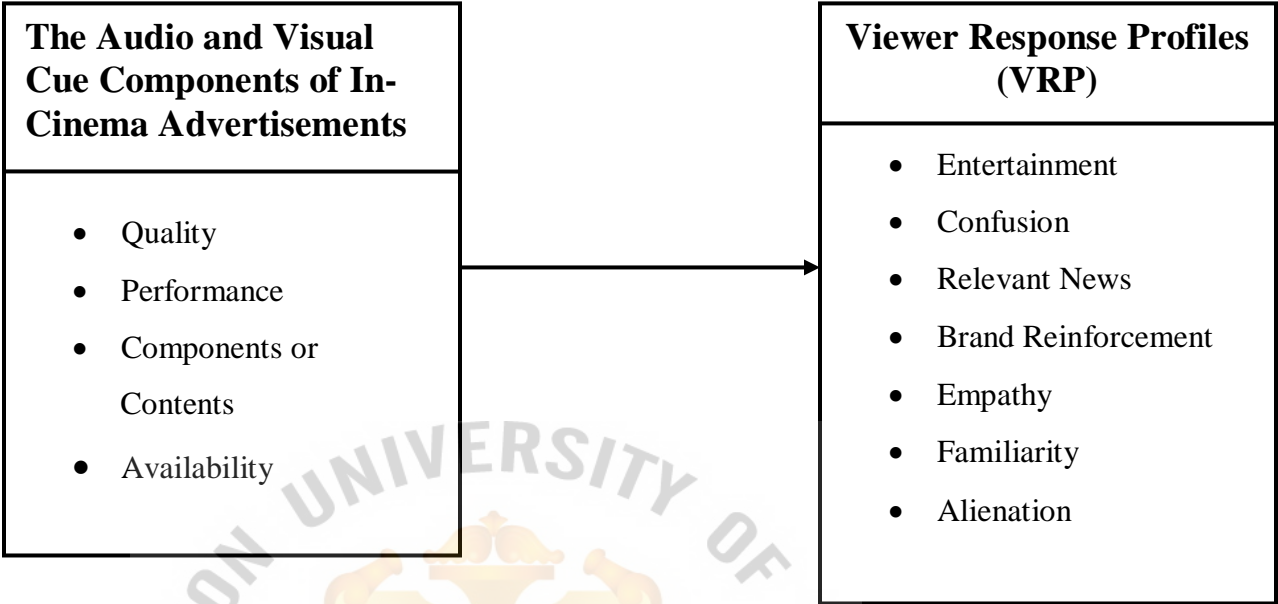 The Audio and Visual
Cue Components of In-
Cinema Advertisements
• Quality
• Performance
• Components or
Contents
• Availability
Viewer Response Profiles
(VRP)
• Entertainment
• Confusion
• Relevant News
• Brand Reinforcement
• Empathy
• Familiarity
• Alienation
ON UNIVERSITY OF